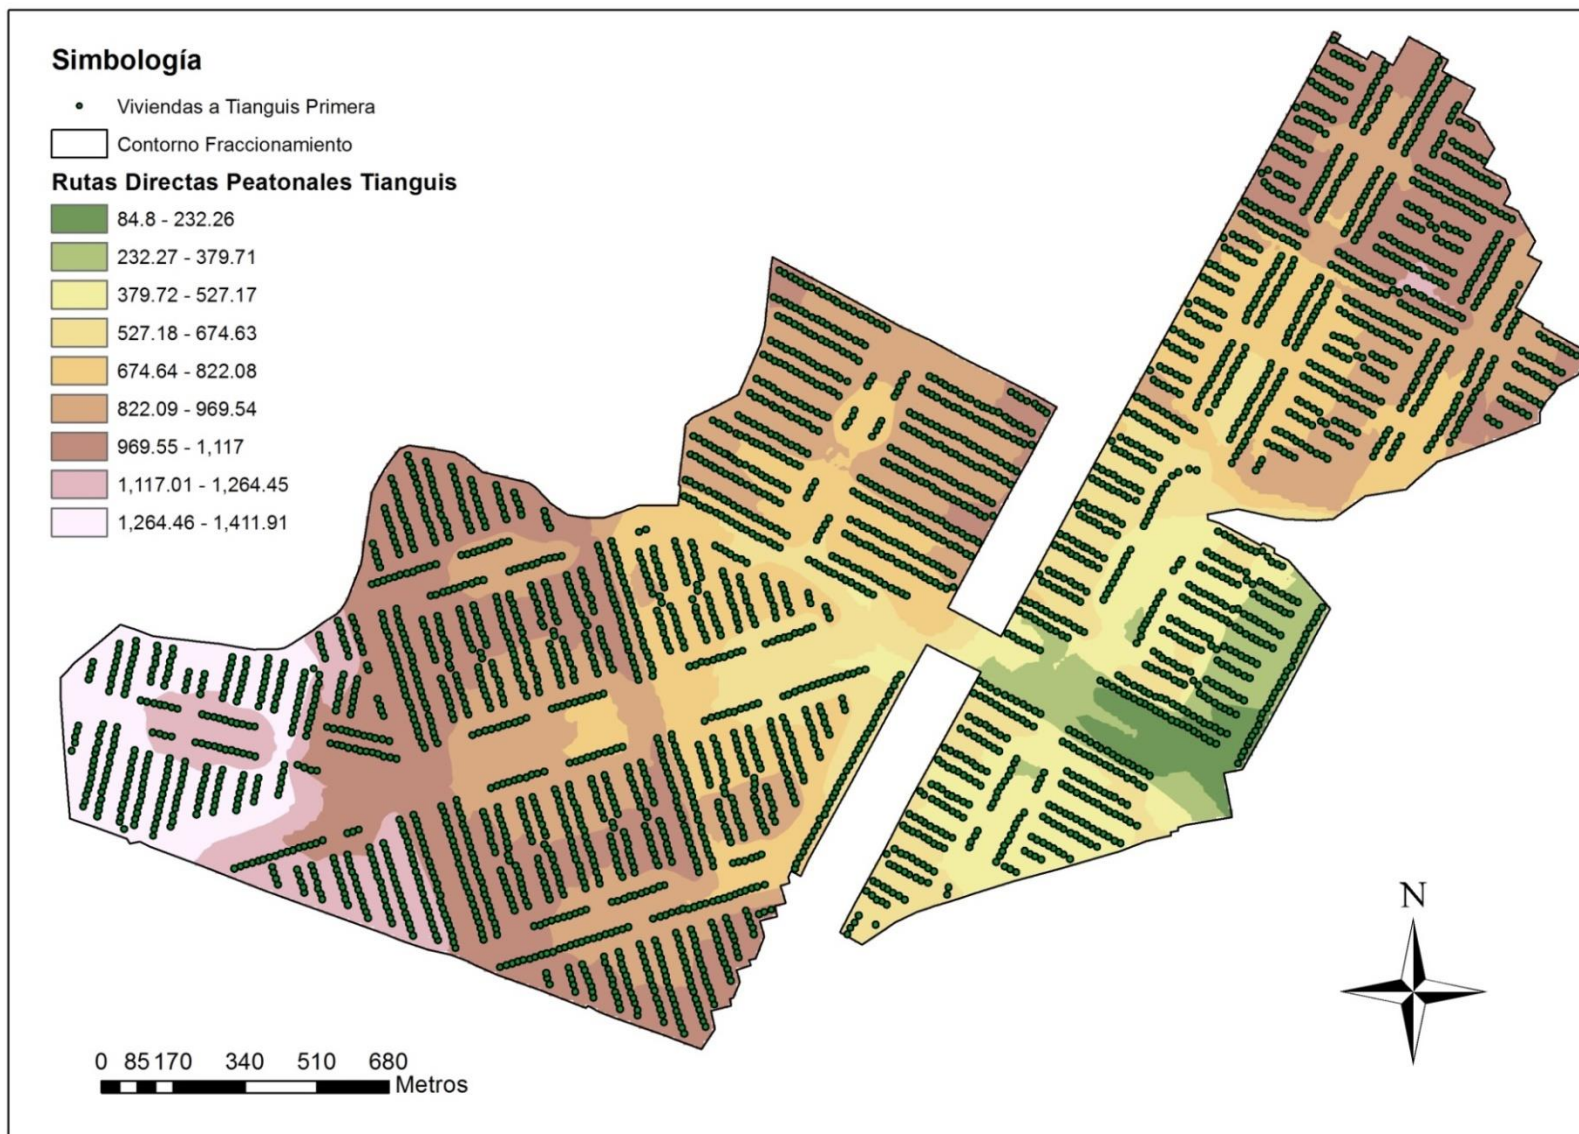 Simbología
Viviendas a Tianguis Primera
Contorno Fraccionamiento
Rutas Directas Peatonales Tianguis
84.8 - 232.26
232.27 - 379.71
379.72 - 527.17
527.18 - 674.63
674.64 - 822.08
822.09 - 969.54
969.55 - 1,117
1,117.01 - 1,264.45
1,264.46 - 1,411.91
N
0 85 170 340 510 680
Metros